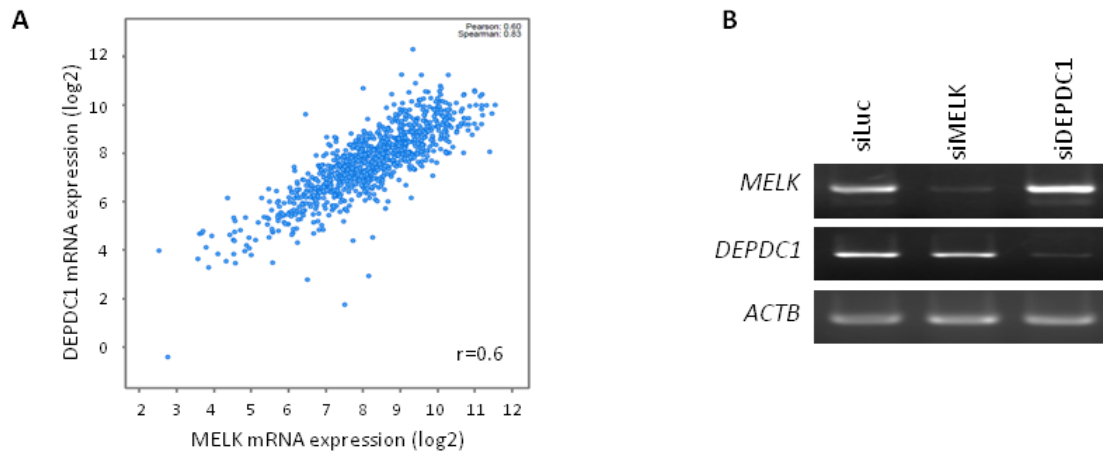 A
Pearson: 0.60
Spearman: 0.83
DEPDC1 mRNA expression (log2)
12
10
8
6
4
2
0
r=0.6
2 3 4 5 6 7 8 9 10 11 12
MELK mRNA expression (log2)
B
siLuc
siMELK
siDEPDC1
MELK
DEPDC1
ACTB